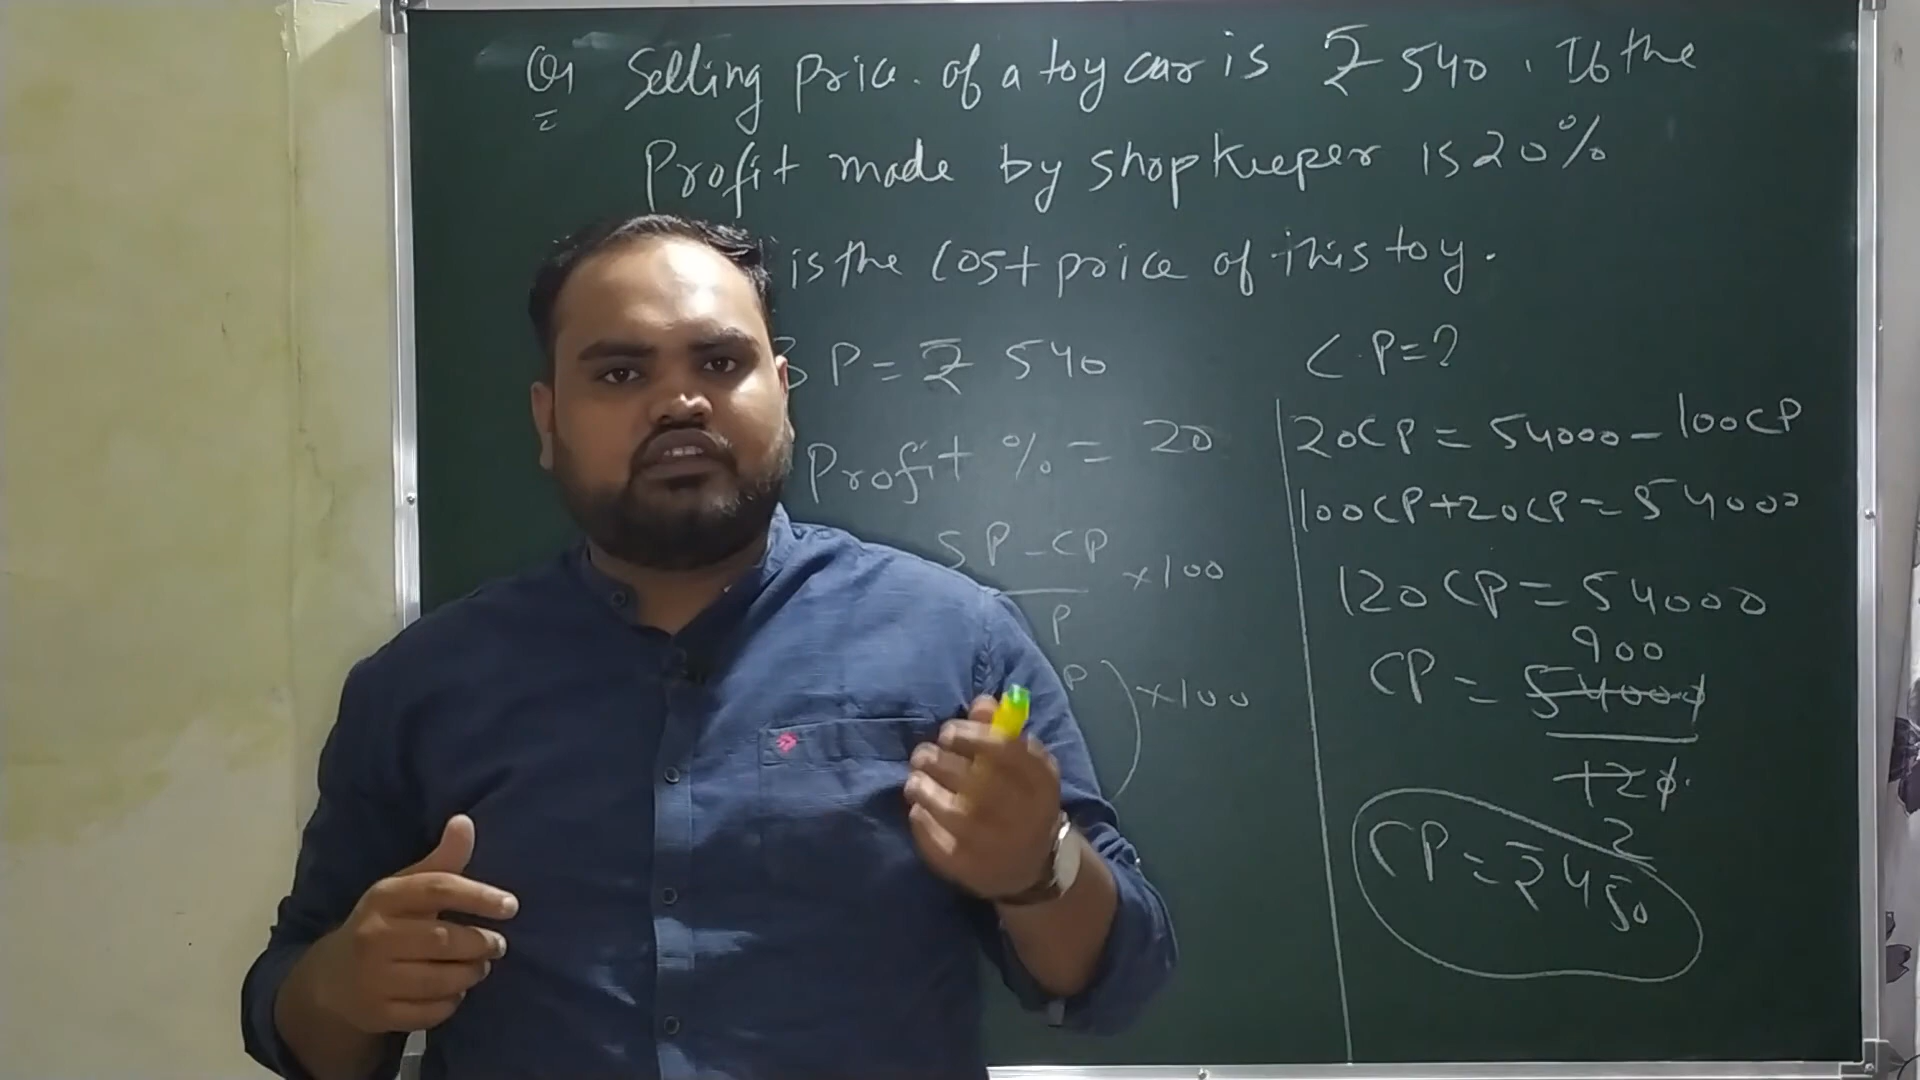 Q1 Selling price. of a toy car is ₹ 540. If the
Profit made by shopkeeper is 20%
is the cost price of this toy.
SP = ₹ 540
Profit % = 20
SP - CP
× 100
P
P ) × 100
C.P = ?
20CP = 54000 - 100CP
100CP + 20CP = 54000
120CP = 54000
900
CP = 54000
120
2
CP = ₹ 450